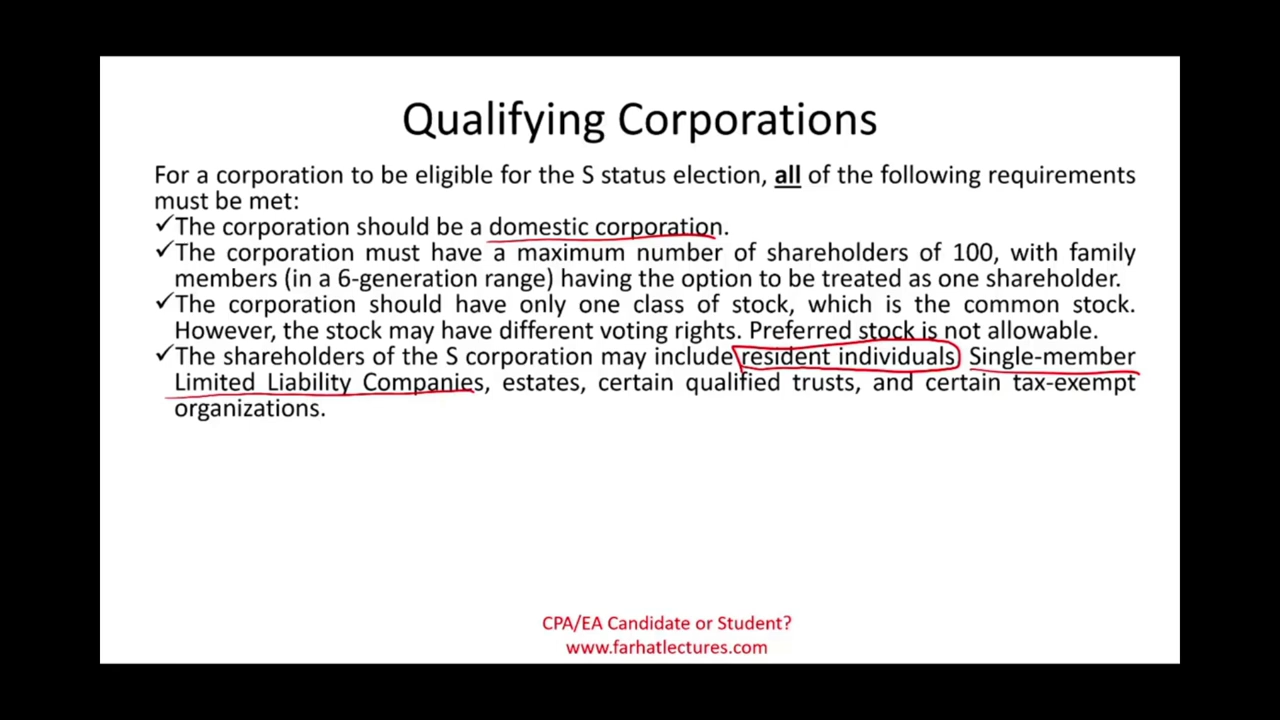 Qualifying Corporations
For a corporation to be eligible for the S status election, all of the following requirements
must be met:
✓The corporation should be a domestic corporation.
✓The corporation must have a maximum number of shareholders of 100, with family
members (in a 6-generation range) having the option to be treated as one shareholder.
✓The corporation should have only one class of stock, which is the common stock.
However, the stock may have different voting rights. Preferred stock is not allowable.
✓The shareholders of the S corporation may include resident individuals Single-member
Limited Liability Companies, estates, certain qualified trusts, and certain tax-exempt
organizations.
CPA/EA Candidate or Student?
www.farhatlectures.com